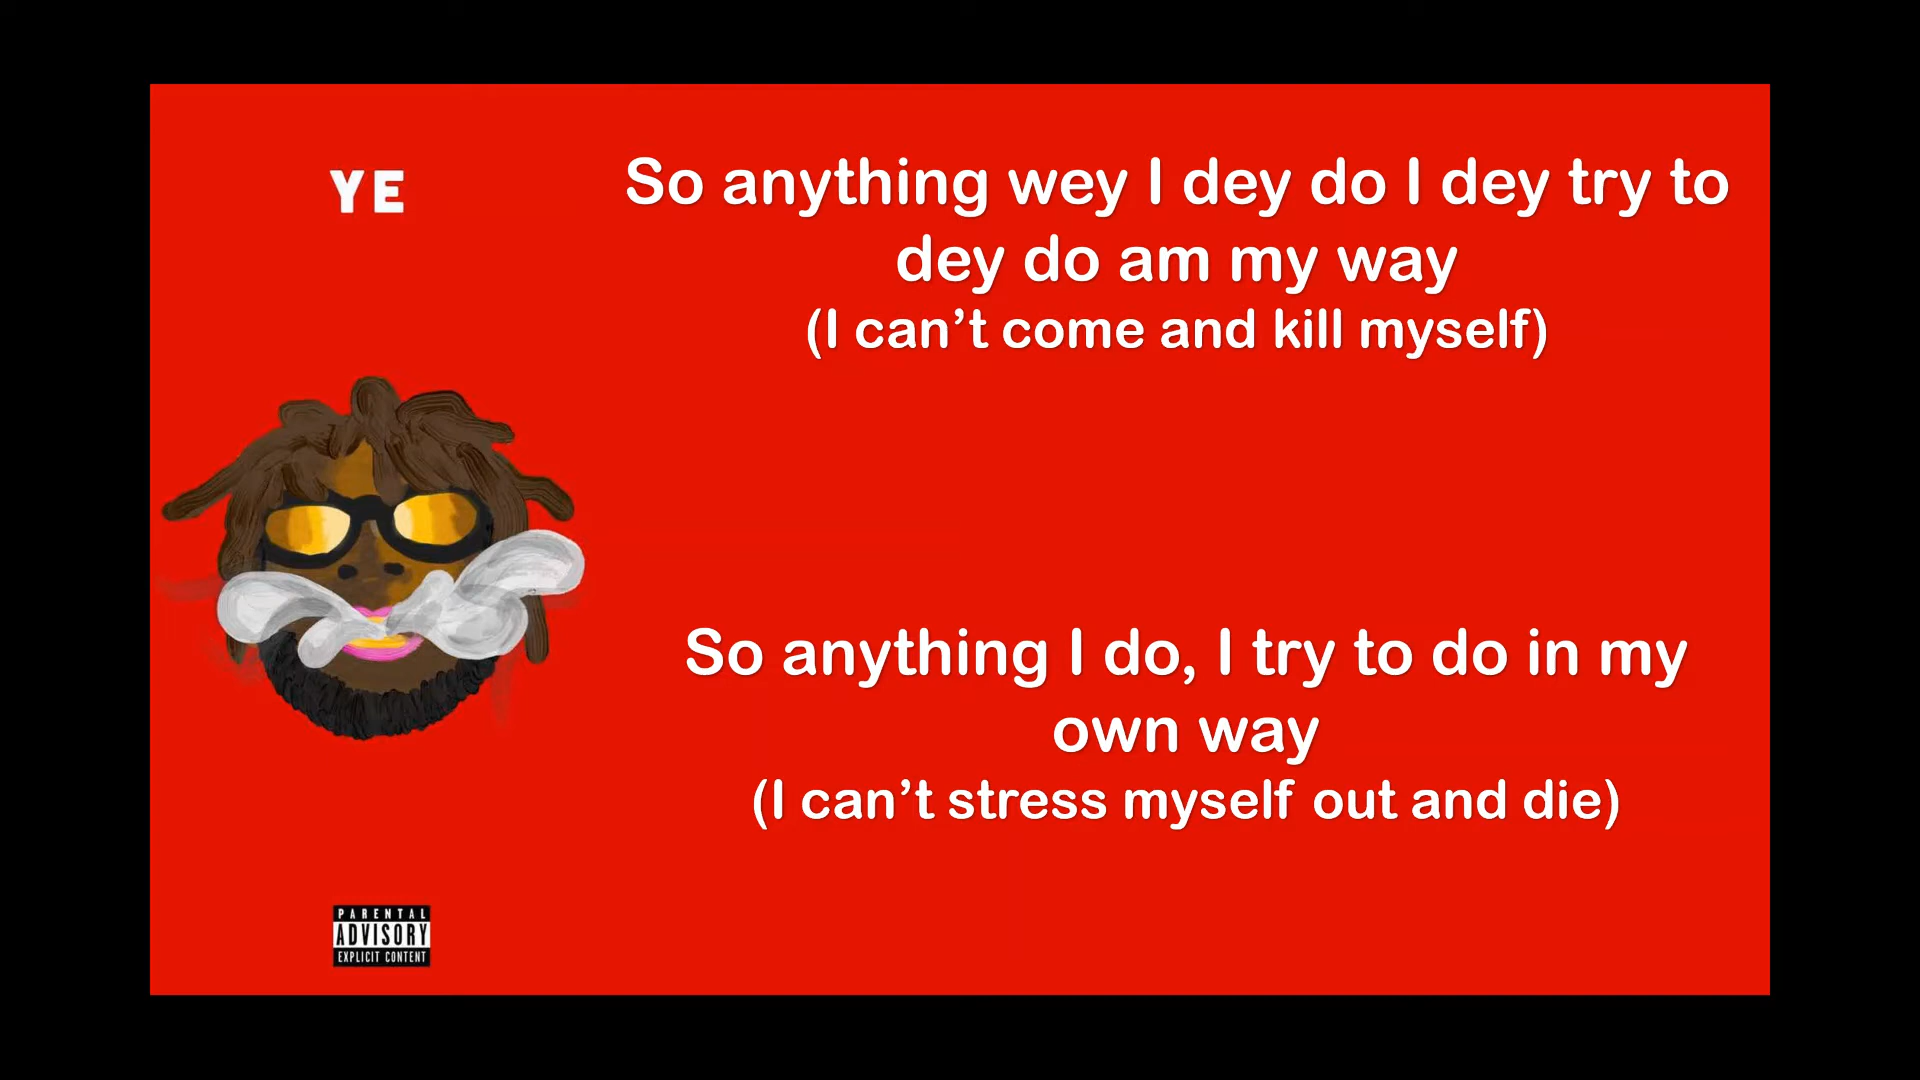 YE
So anything wey I dey do I dey try to
dey do am my way
(I can’t come and kill myself)
So anything I do, I try to do in my
own way
(I can’t stress myself out and die)
PARENTAL
ADVISORY
EXPLICIT CONTENT